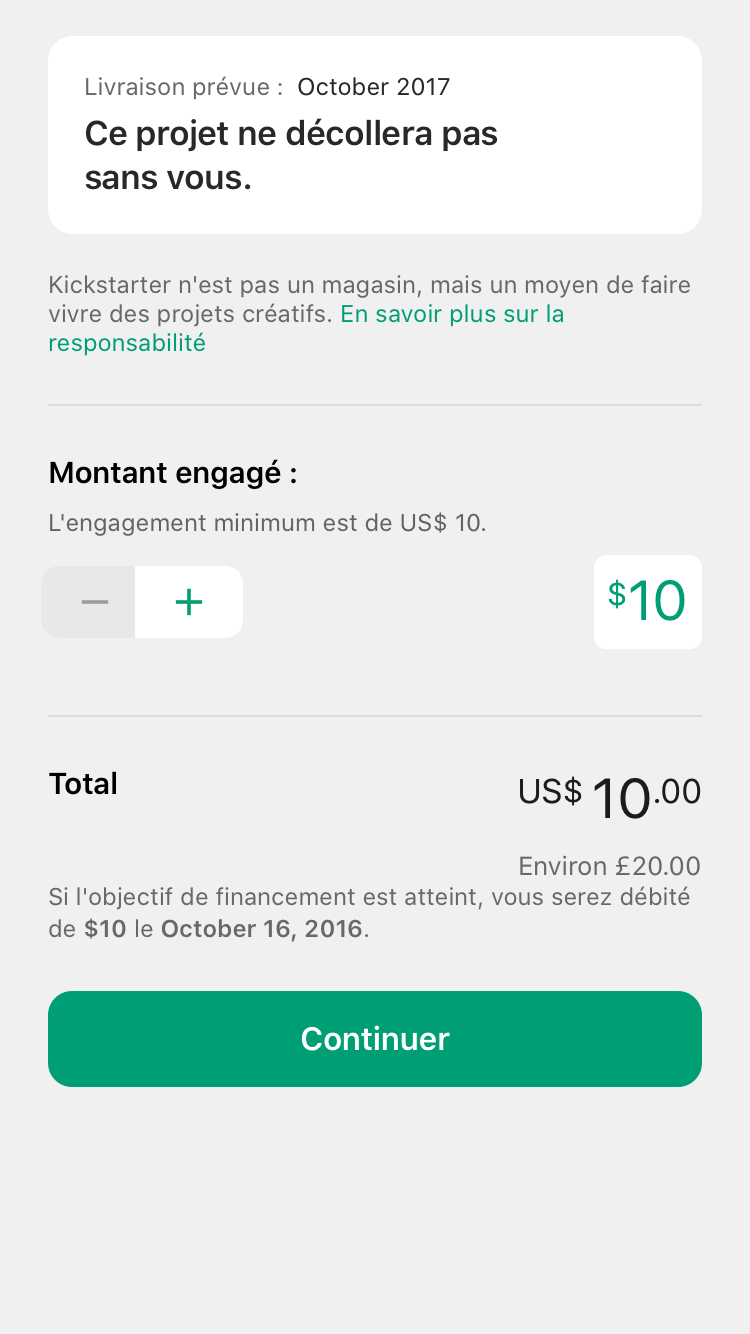 Livraison prévue : October 2017
Ce projet ne décollera pas
sans vous.
Kickstarter n'est pas un magasin, mais un moyen de faire
vivre des projets créatifs. En savoir plus sur la
responsabilité
Montant engagé :
L'engagement minimum est de US$ 10.
− + $10
Total US$ 10.00
Environ £20.00
Si l'objectif de financement est atteint, vous serez débité
de $10 le October 16, 2016.
Continuer